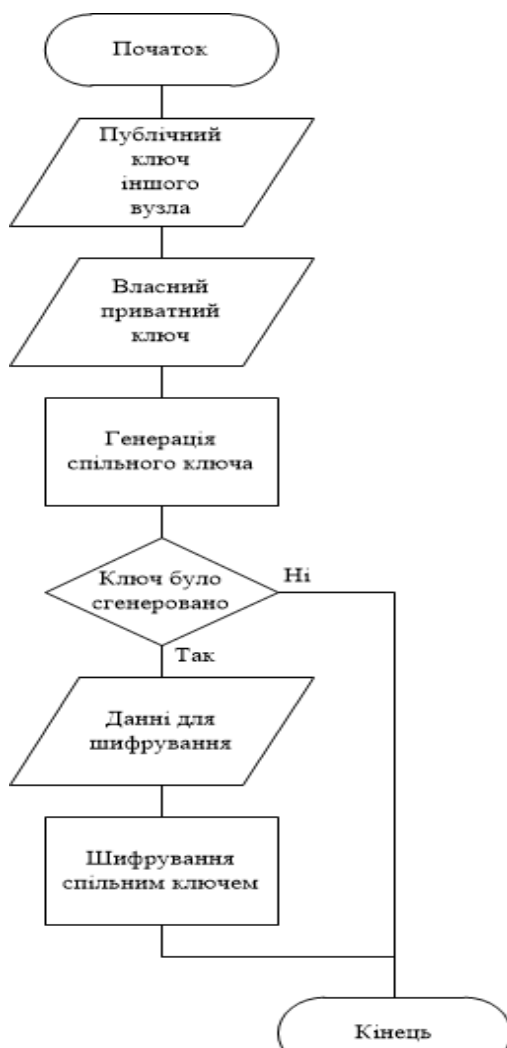 Початок
Публічний
ключ
іншого
вузла
Власний
приватний
ключ
Генерація
спільного ключа
Ключ було
сгенеровано
Ні
Так
Данні для
шифрування
Шифрування
спільним ключем
Кінець